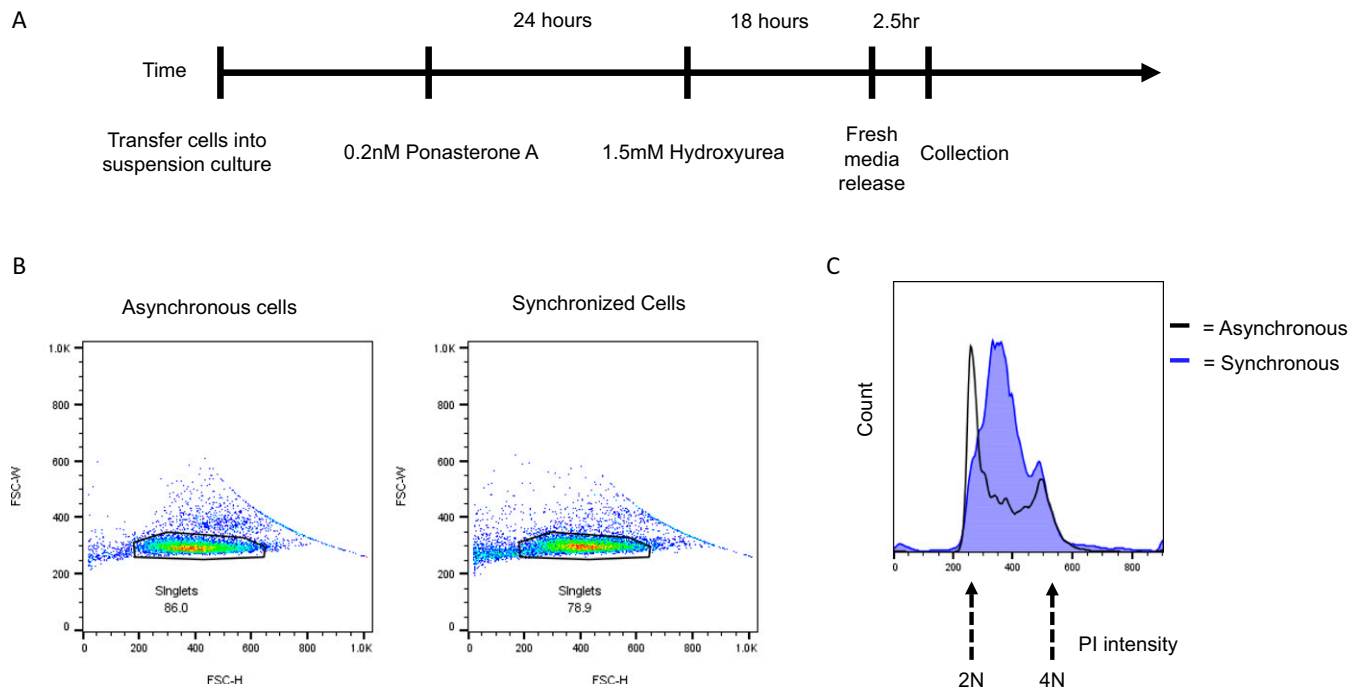 A
24 hours
18 hours
2.5hr
Time
Transfer cells into
suspension culture
0.2nM Ponasterone A
1.5mM Hydroxyurea
Fresh
media
release
Collection
B
Asynchronous cells
Synchronized Cells
1.0K
800
600
400
200
0
FSC-W
Singlets
86.0
0
200
400
600
800
1.0K
FSC-H
1.0K
800
600
400
200
0
FSC-W
Singlets
78.9
0
200
400
600
800
1.0K
FSC-H
C
Count
= Asynchronous
= Synchronous
0
200
400
600
800
PI intensity
2N
4N